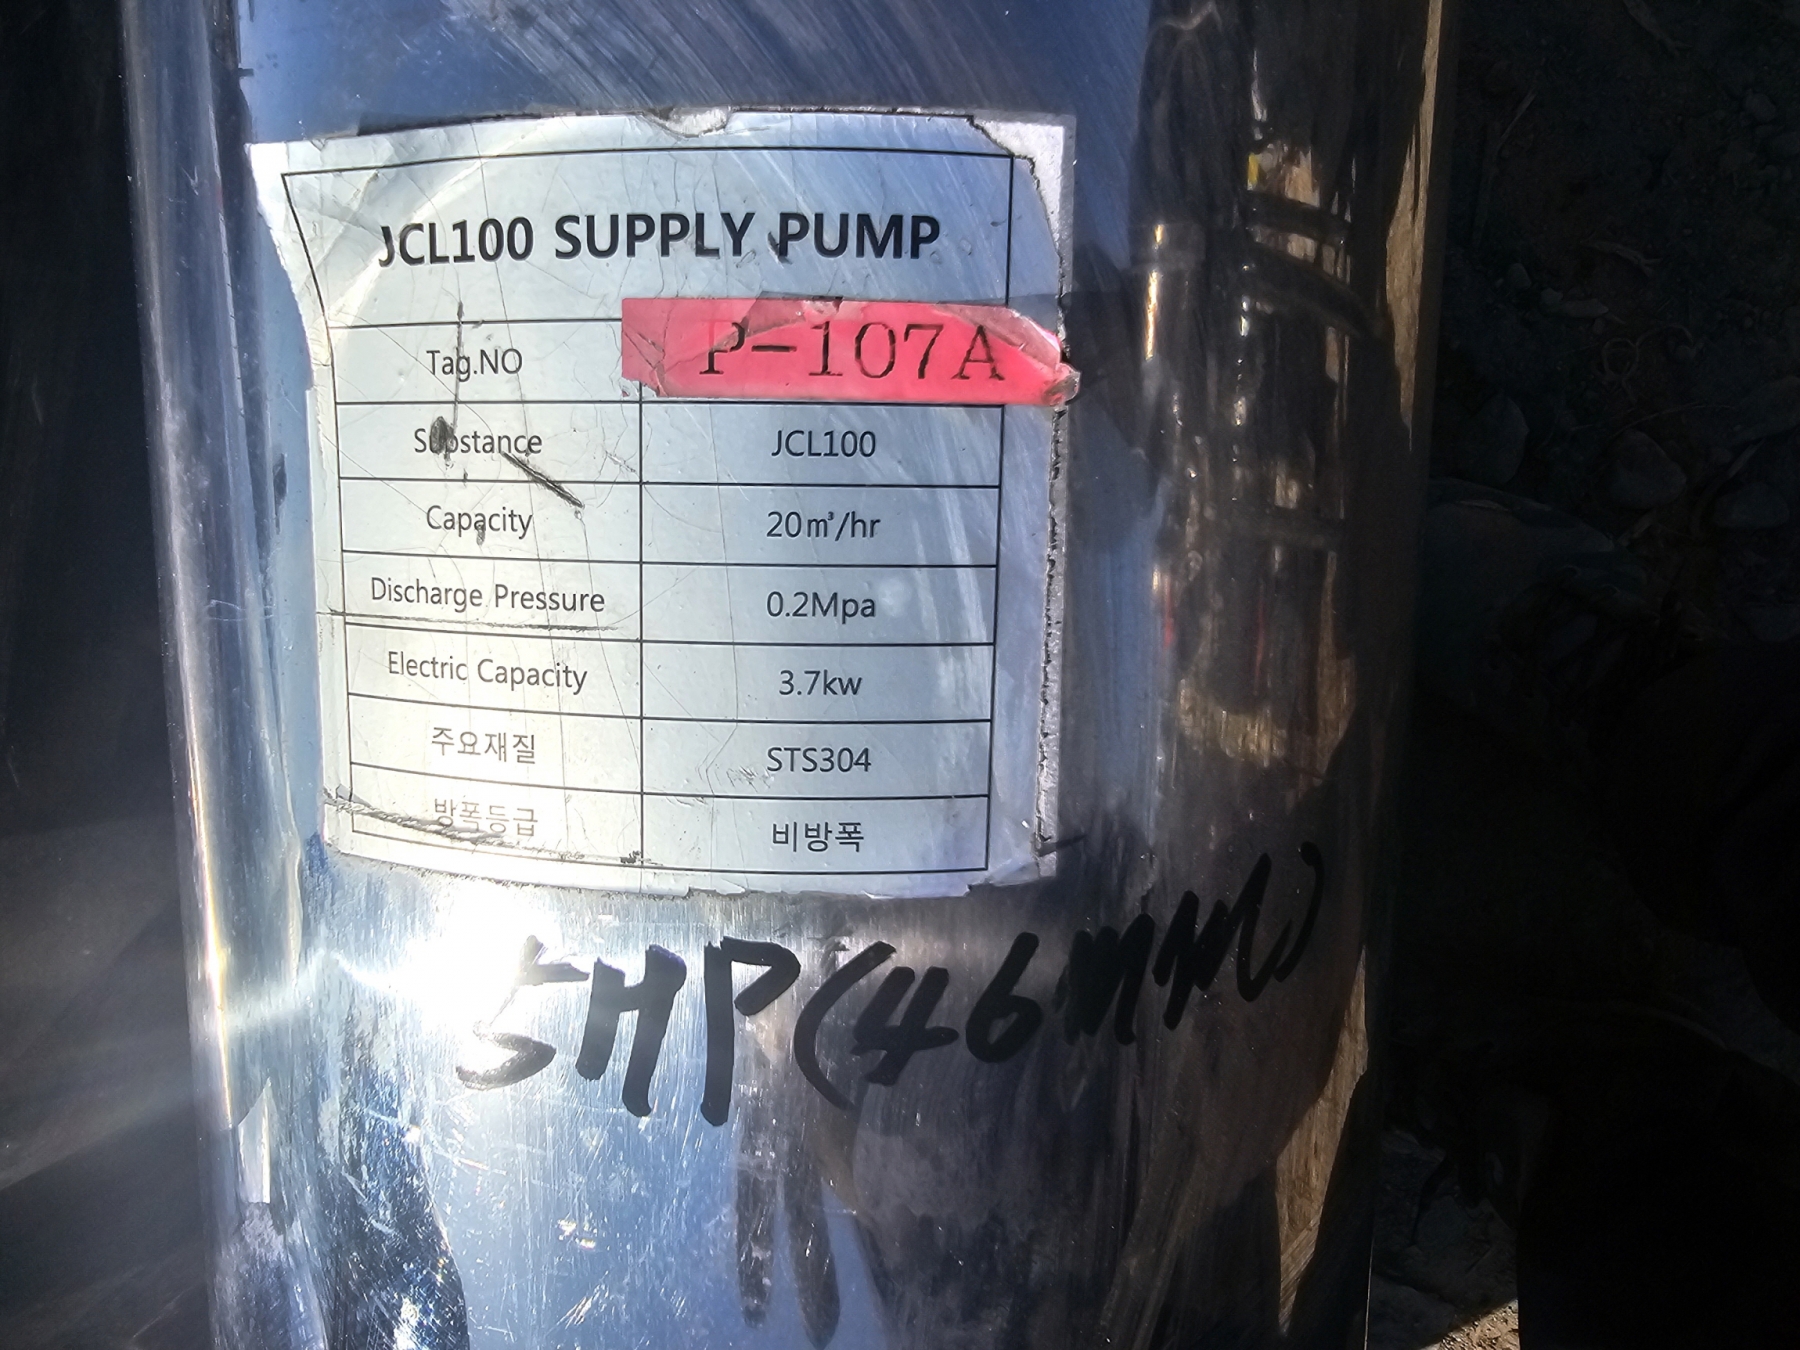 JCL100 SUPPLY PUMP
Tag.NO P-107A
Substance JCL100
Capacity 20㎥/hr
Discharge Pressure 0.2Mpa
Electric Capacity 3.7kw
주요재질 STS304
방폭등급 비방폭
5HP(46mm)